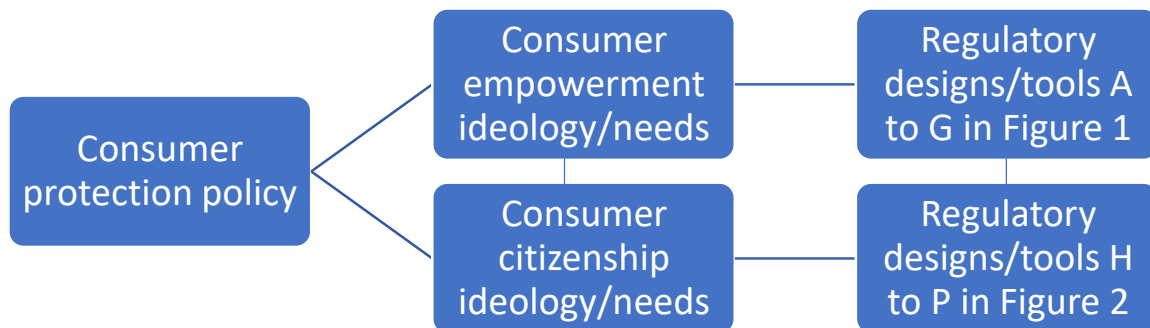 Consumer
protection policy
Consumer
empowerment
ideology/needs
Regulatory
designs/tools A
to G in Figure 1
Consumer
citizenship
ideology/needs
Regulatory
designs/tools H
to P in Figure 2